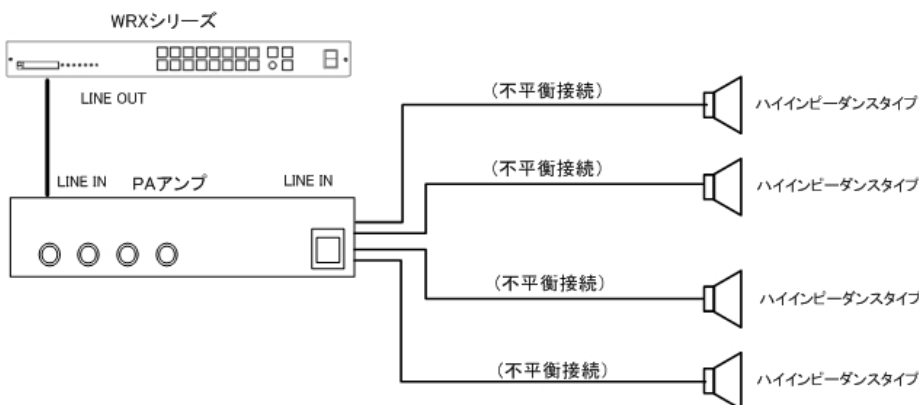 WRXシリーズ
LINE OUT
(不平衡接続)
ハイインピーダンスタイプ
(不平衡接続)
ハイインピーダンスタイプ
LINE IN
PAアンプ
LINE IN
(不平衡接続)
ハイインピーダンスタイプ
(不平衡接続)
ハイインピーダンスタイプ